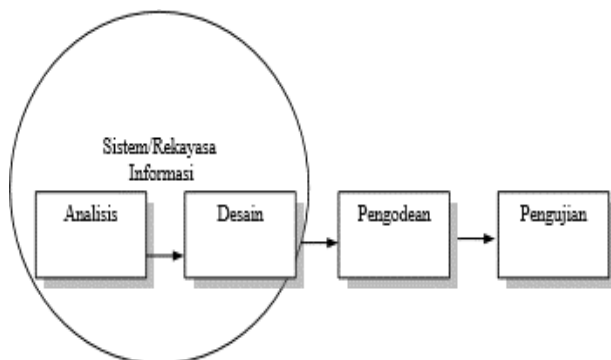 Sistem/Rekayasa
Informasi
Analisis
Desain
Pengodean
Pengujian